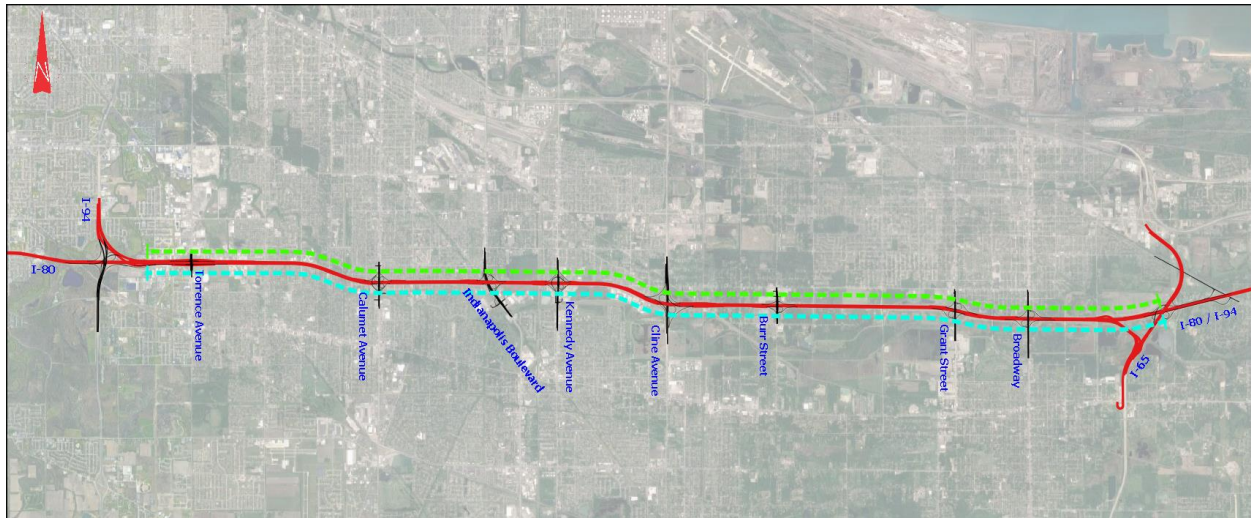 N
I-94
I-80
Torrence Avenue
Calumet Avenue
Indianapolis Boulevard
Kennedy Avenue
Cline Avenue
Burr Street
Grant Street
Broadway
I-65
I-80 / I-94